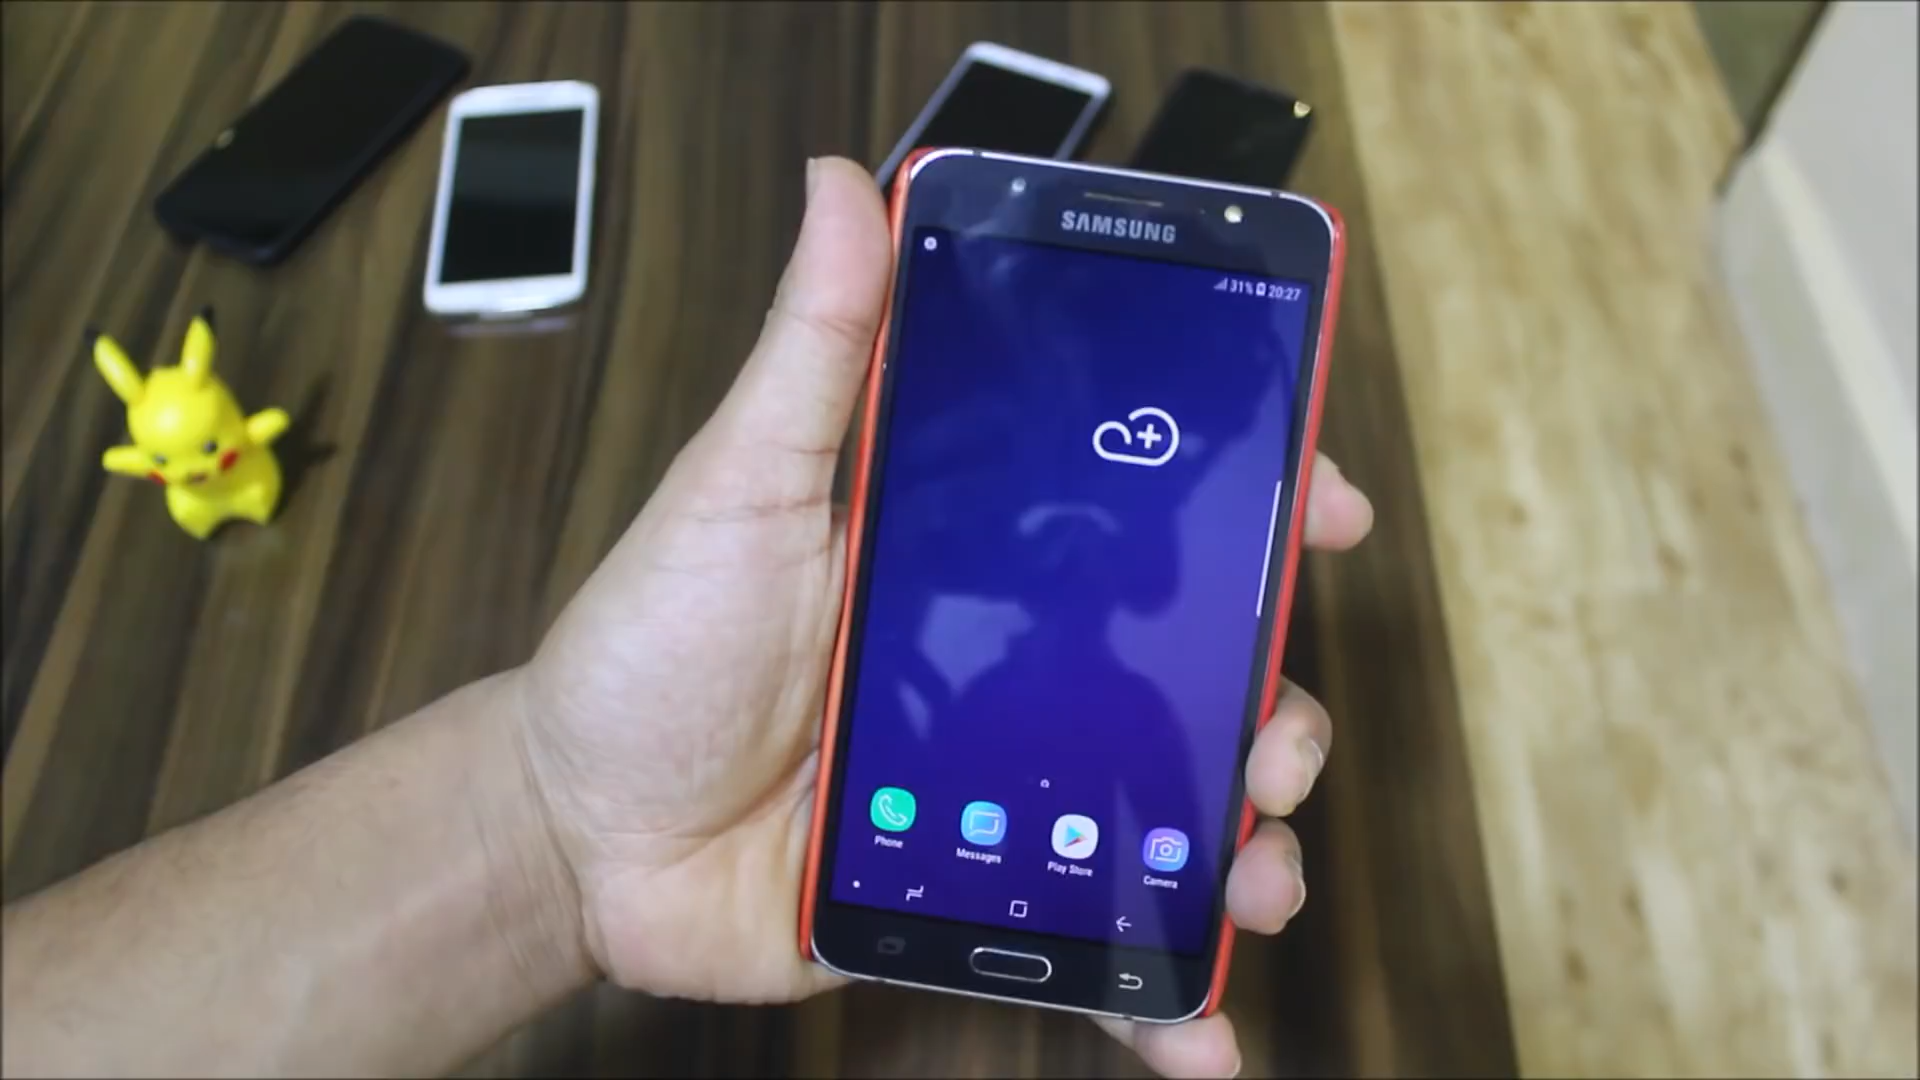 SAMSUNG
31% 20:27
Phone
Messages
Play Store
Camera